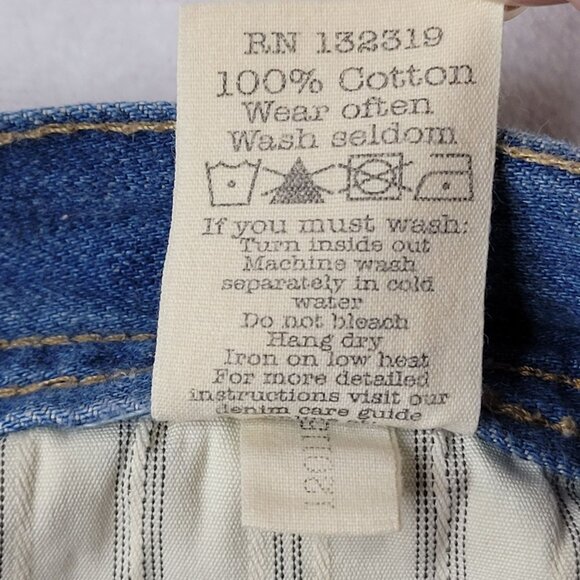 RN 132319
100% Cotton
Wear often
Wash seldom
If you must wash:
Turn inside out
Machine wash
separately in cold
water
Do not bleach
Hang dry
Iron on low heat
For more detailed
instructions visit our
denim care guide